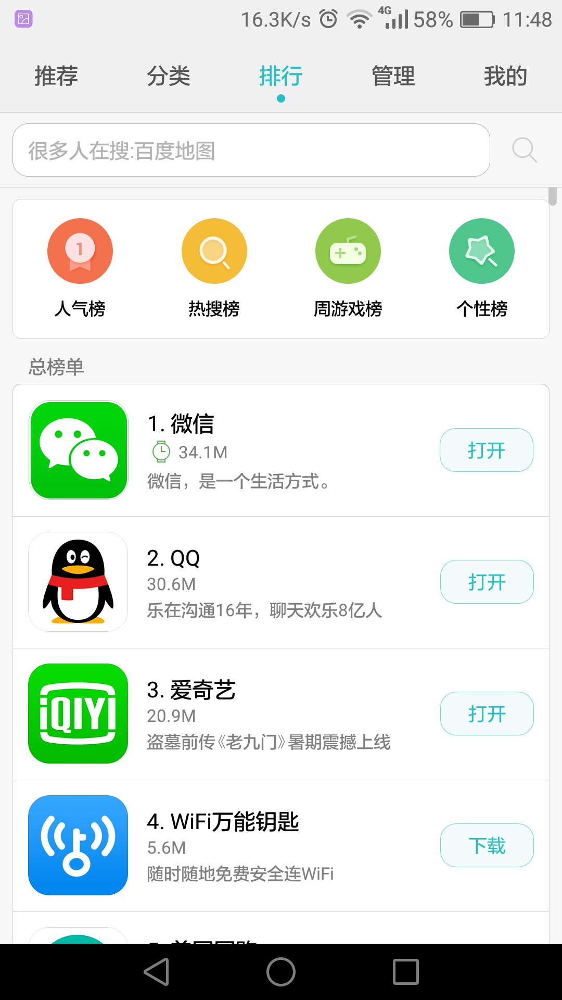 16.3K/s 4G 58% 11:48
推荐 分类 排行 管理 我的
很多人在搜:百度地图
1
人气榜 热搜榜 周游戏榜 个性榜
总榜单
1. 微信
34.1M
打开
微信，是一个生活方式。
2. QQ
30.6M
打开
乐在沟通16年，聊天欢乐8亿人
iQIYI
3. 爱奇艺
20.9M
打开
盗墓前传《老九门》暑期震撼上线
4. WiFi万能钥匙
5.6M
下载
随时随地免费安全连WiFi